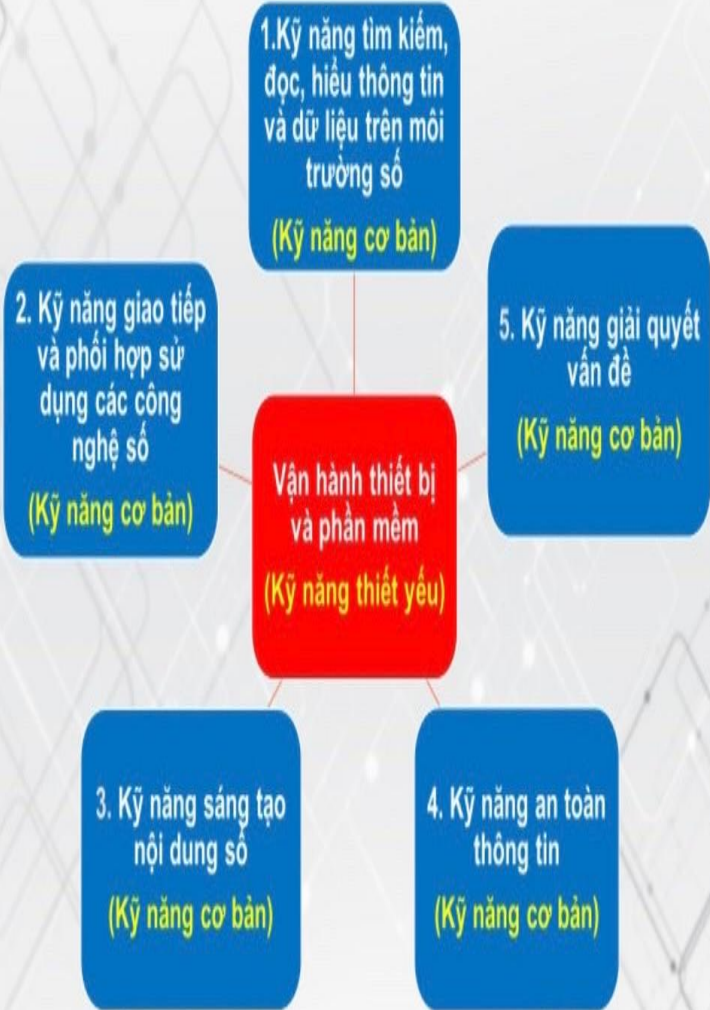 1.Kỹ năng tìm kiếm,
đọc, hiểu thông tin
và dữ liệu trên môi
trường số
(Kỹ năng cơ bản)
2. Kỹ năng giao tiếp
và phối hợp sử
dụng các công
nghệ số
(Kỹ năng cơ bản)
5. Kỹ năng giải quyết
vấn đề
(Kỹ năng cơ bản)
Vận hành thiết bị
và phần mềm
(Kỹ năng thiết yếu)
3. Kỹ năng sáng tạo
nội dung số
(Kỹ năng cơ bản)
4. Kỹ năng an toàn
thông tin
(Kỹ năng cơ bản)